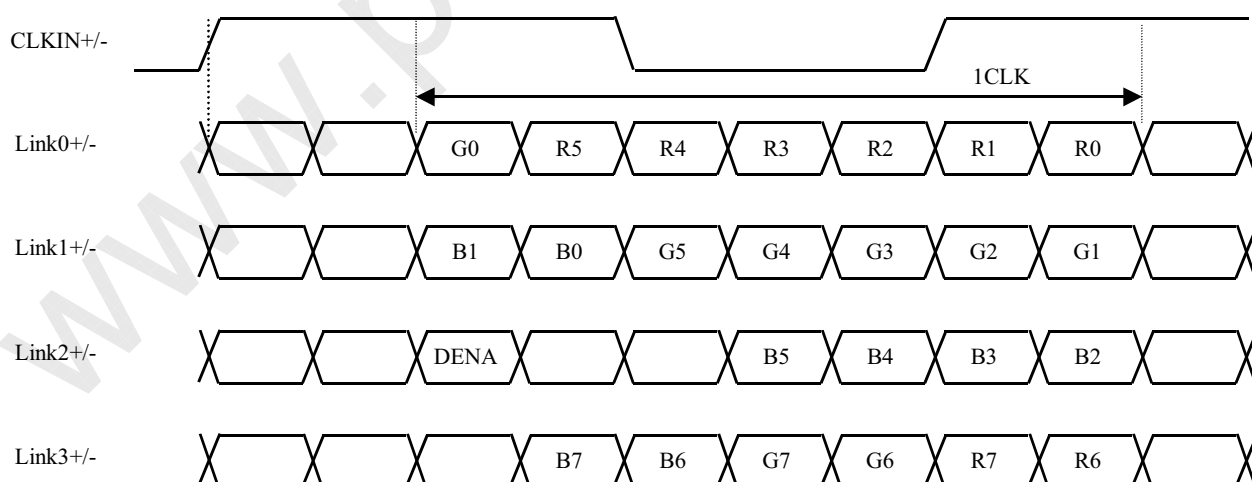 CLKIN+/-
1CLK
Link0+/- G0 R5 R4 R3 R2 R1 R0
Link1+/- B1 B0 G5 G4 G3 G2 G1
Link2+/- DENA B5 B4 B3 B2
Link3+/- B7 B6 G7 G6 R7 R6
www.p